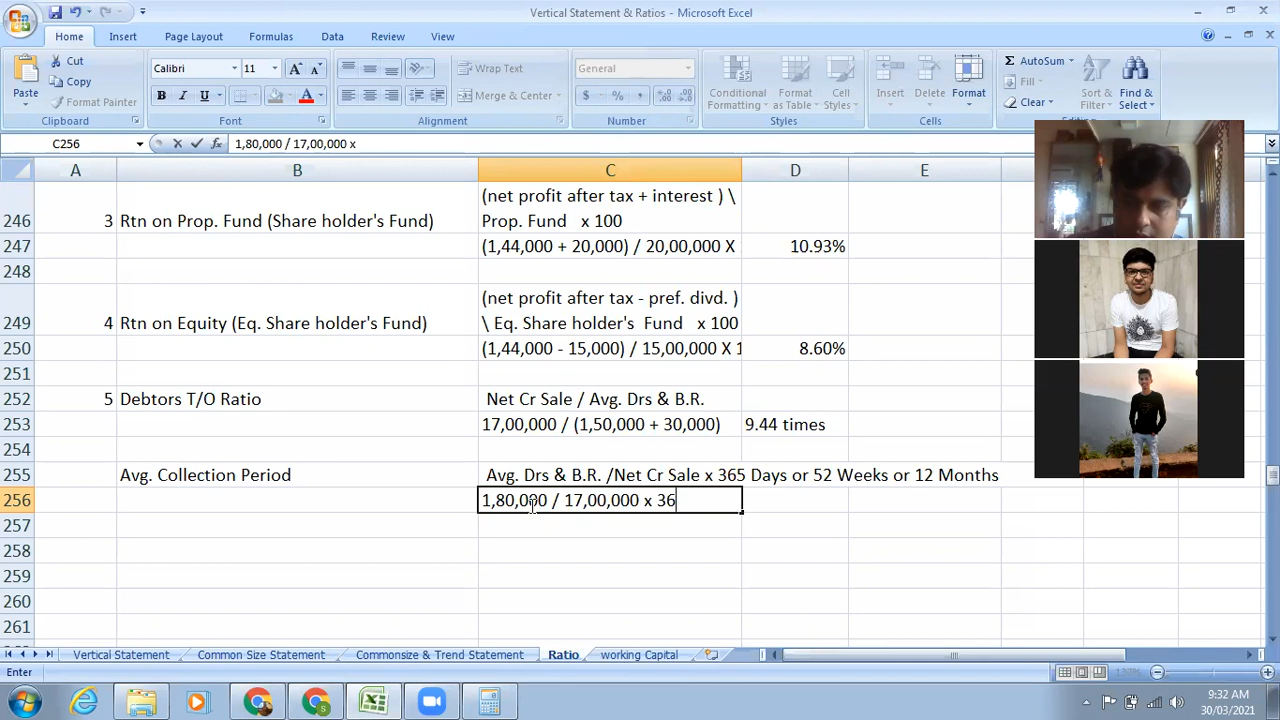 Vertical Statement & Ratios - Microsoft Excel
Home Insert Page Layout Formulas Data Review View
Paste Cut Copy Format Painter
Calibri 11 B I U A
Wrap Text Merge & Center
General $ % ,
Conditional Formatting Format as Table Cell Styles
Insert Delete Format
Σ AutoSum Fill Clear Sort & Filter Find & Select
Clipboard Font Alignment Number Styles Cells
C256 1,80,000 / 17,00,000 x
A B C D E
(net profit after tax + interest ) \
246 3 Rtn on Prop. Fund (Share holder's Fund) Prop. Fund x 100
247 (1,44,000 + 20,000) / 20,00,000 X 10.93%
248
(net profit after tax - pref. divd. )
249 4 Rtn on Equity (Eq. Share holder's Fund) \ Eq. Share holder's Fund x 100
250 (1,44,000 - 15,000) / 15,00,000 X 1 8.60%
251
252 5 Debtors T/O Ratio Net Cr Sale / Avg. Drs & B.R.
253 17,00,000 / (1,50,000 + 30,000) 9.44 times
254
255 Avg. Collection Period Avg. Drs & B.R. /Net Cr Sale x 365 Days or 52 Weeks or 12 Months
256 1,80,000 / 17,00,000 x 36
257
258
259
260
261
Vertical Statement Common Size Statement Commonsize & Trend Statement Ratio working Capital
Enter
9:32 AM
30/03/2021